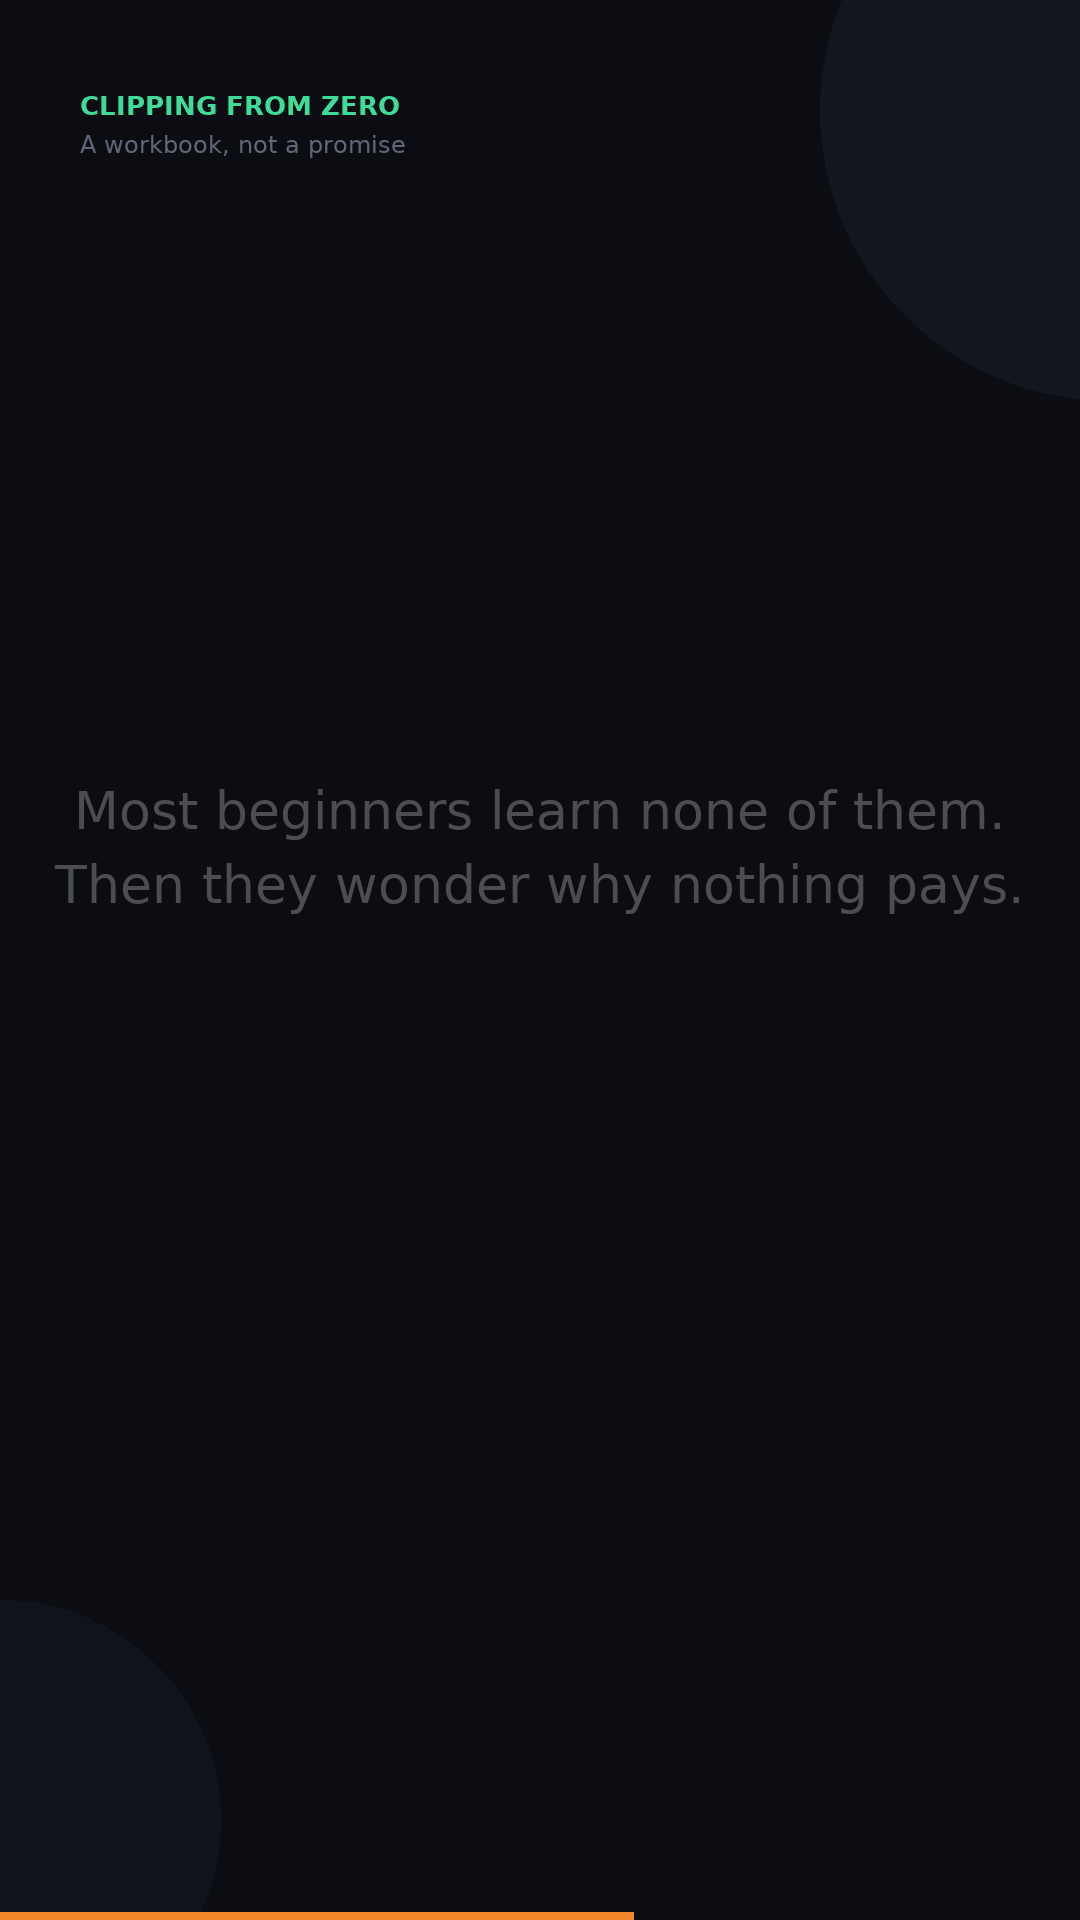 CLIPPING FROM ZERO
A workbook, not a promise
Most beginners learn none of them.
Then they wonder why nothing pays.